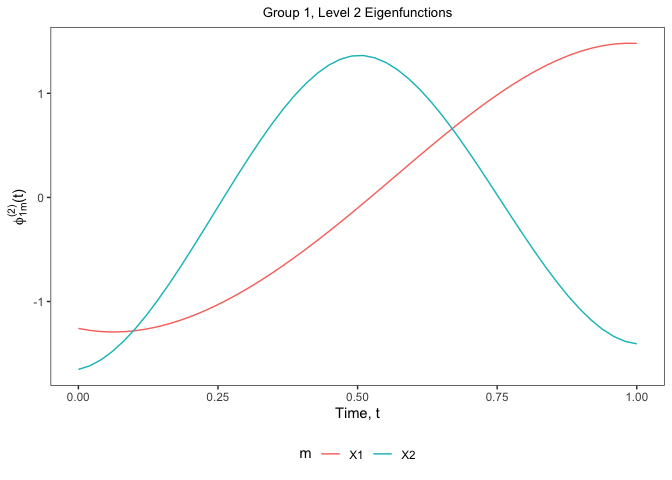 Group 1, Level 2 Eigenfunctions
ϕ₁ₘ⁽²⁾(t)
1
0
-1
0.00 0.25 0.50 0.75 1.00
Time, t
m X1 X2